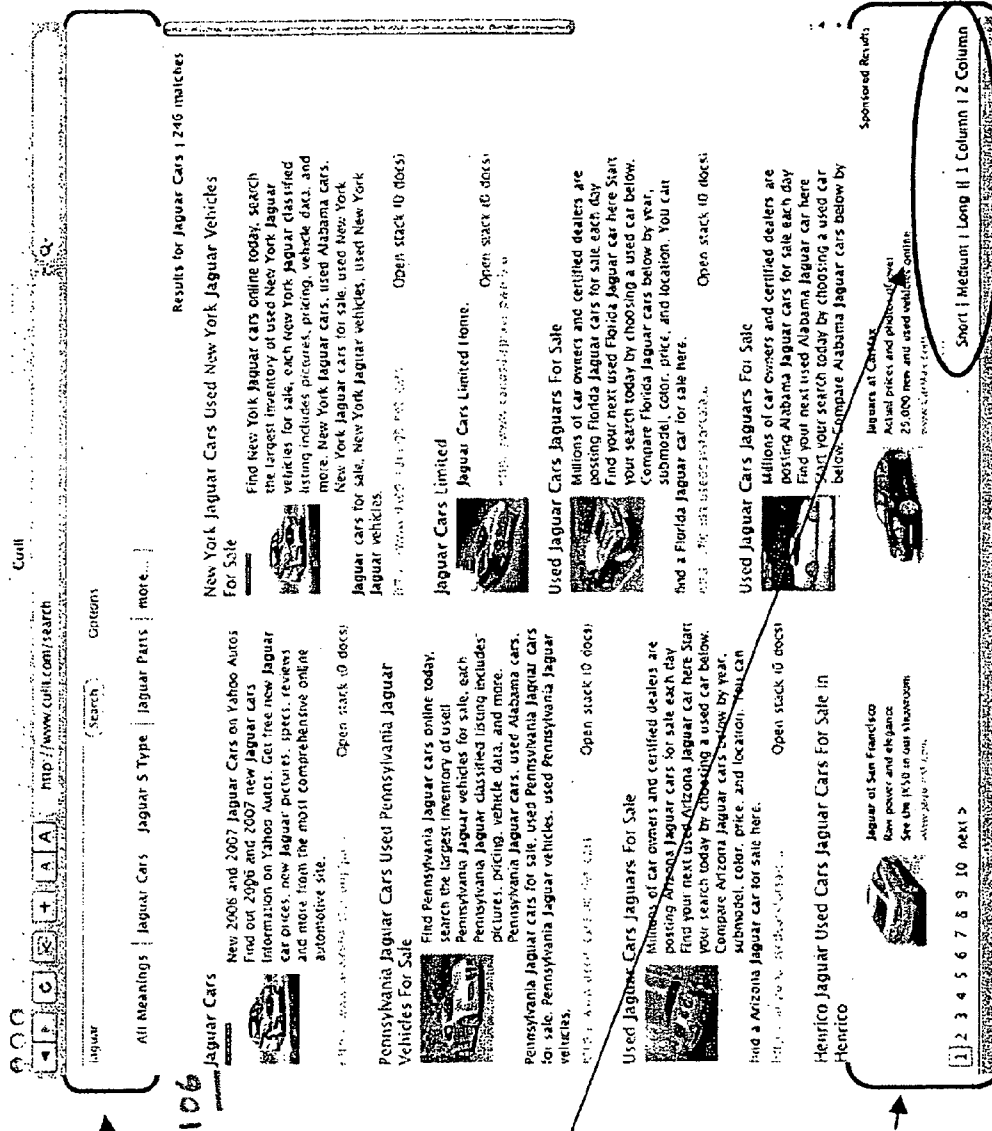 Cuil
A A http://www.cuill.com/search
jaguar
Search
Options
All Meanings | Jaguar Cars | Jaguar S Type | Jaguar Parts | more...
106
Results for Jaguar Cars | 246 matches
Jaguar Cars
New 2006 and 2007 Jaguar Cars on Yahoo Autos
Find out 2006 and 2007 new Jaguar cars
information on Yahoo Autos. Get free new Jaguar
car prices, new Jaguar pictures, specs, reviews
and more from the most comprehensive online
automotive site.
Open stack (0 docs)
Pennsylvania Jaguar Cars Used Pennsylvania Jaguar
Vehicles For Sale
Find Pennsylvania Jaguar cars online today,
search the largest inventory of used
Pennsylvania Jaguar vehicles for sale, each
Pennsylvania Jaguar classified listing includes
pictures, pricing, vehicle data, and more.
Pennsylvania Jaguar cars, used Alabama cars.
Pennsylvania Jaguar cars for sale, used Pennsylvania Jaguar cars
for sale. Pennsylvania Jaguar vehicles, used Pennsylvania Jaguar
vehicles.
Open stack (0 docs)
Used Jaguar Cars Jaguars For Sale
Millions of car owners and certified dealers are
posting Arizona Jaguar cars for sale each day
Find your next used Arizona Jaguar car here Start
your search today by choosing a used car below.
Compare Arizona Jaguar cars below by year,
submodel, color, price, and location. You can
find a Arizona Jaguar car for sale here.
Open stack (0 docs)
Henrico Jaguar Used Cars Jaguar Cars For Sale in
Henrico
New York Jaguar Cars Used New York Jaguar Vehicles
For Sale
Find New York Jaguar cars online today, search
the largest inventory of used New York Jaguar
vehicles for sale, each New York Jaguar classified
listing includes pictures, pricing, vehicle data, and
more. New York Jaguar cars, used Alabama cars.
New York Jaguar cars for sale, used New York
Jaguar cars for sale, New York Jaguar vehicles, used New York
Jaguar vehicles.
Open stack (0 docs)
Jaguar Cars Limited
Jaguar Cars Limited Home.
Open stack (0 docs)
Used Jaguar Cars Jaguars For Sale
Millions of car owners and certified dealers are
posting Florida Jaguar cars for sale each day
Find your next used Florida Jaguar car here Start
your search today by choosing a used car below.
Compare Florida Jaguar cars below by year,
submodel, color, price, and location. You can
find a Florida Jaguar car for sale here.
Open stack (0 docs)
Used Jaguar Cars Jaguars For Sale
Millions of car owners and certified dealers are
posting Alabama Jaguar cars for sale each day
Find your next used Alabama Jaguar car here
Start your search today by choosing a used car
below. Compare Alabama Jaguar cars below by
Sponsored Results
Jaguar of San Francisco
Raw power and elegance
See the JK50 in our showroom
Jaguars at CarMax
Actual prices and photos of
25,000 new and used vehicles online
1 2 3 4 5 6 7 8 9 10 next >
Short | Medium | Long || 1 Column | 2 Column